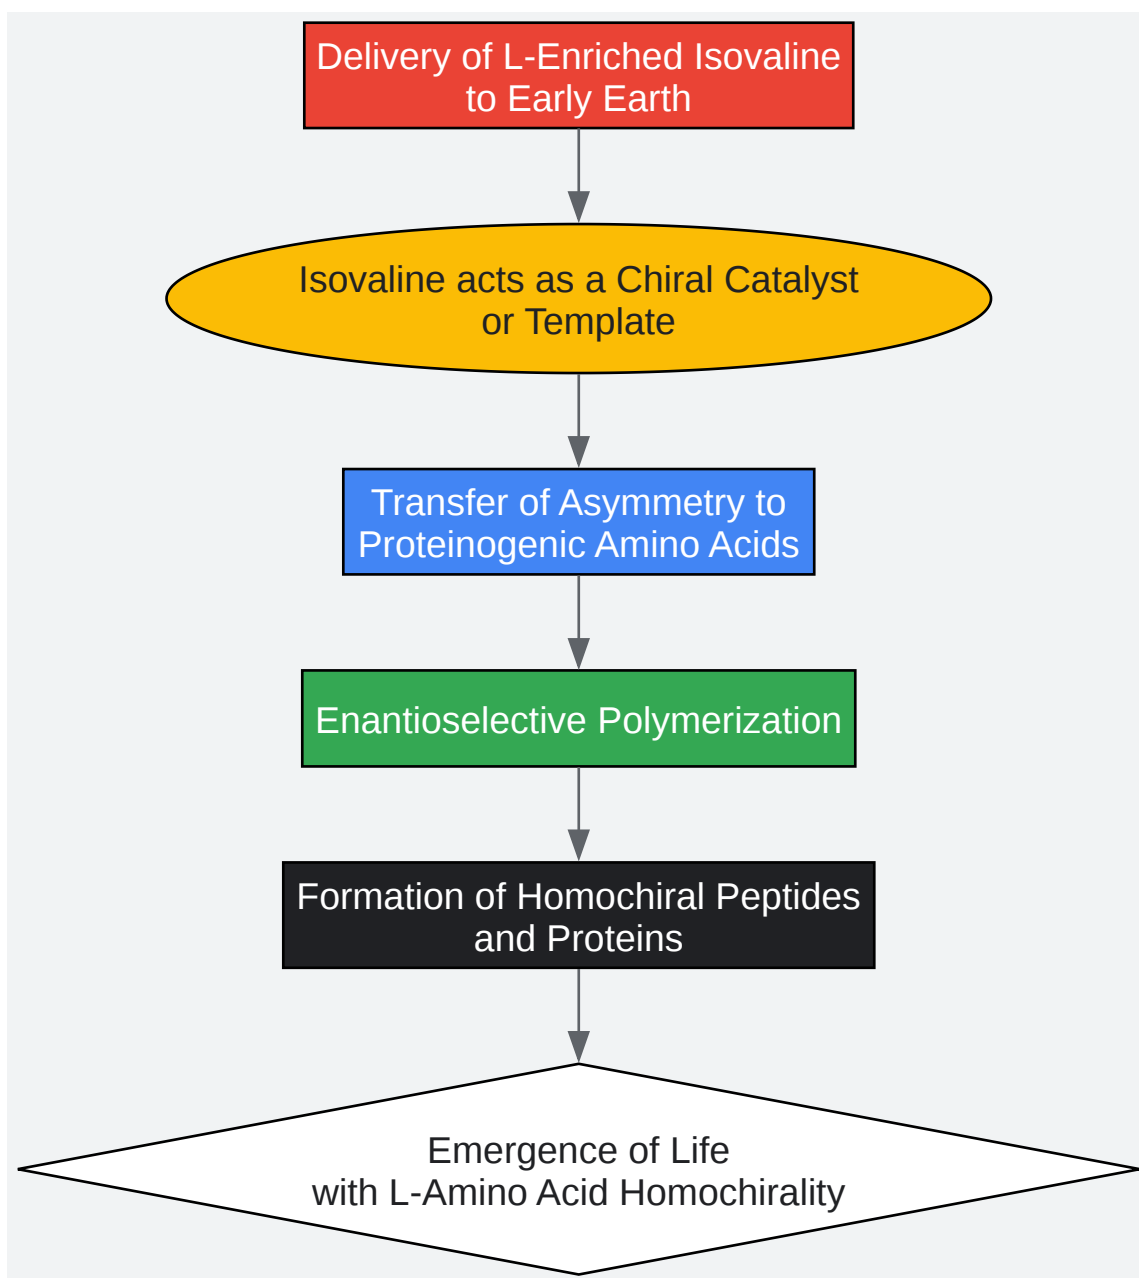 Delivery of L-Enriched Isovaline
to Early Earth
Isovaline acts as a Chiral Catalyst
or Template
Transfer of Asymmetry to
Proteinogenic Amino Acids
Enantioselective Polymerization
Formation of Homochiral Peptides
and Proteins
Emergence of Life
with L-Amino Acid Homochirality